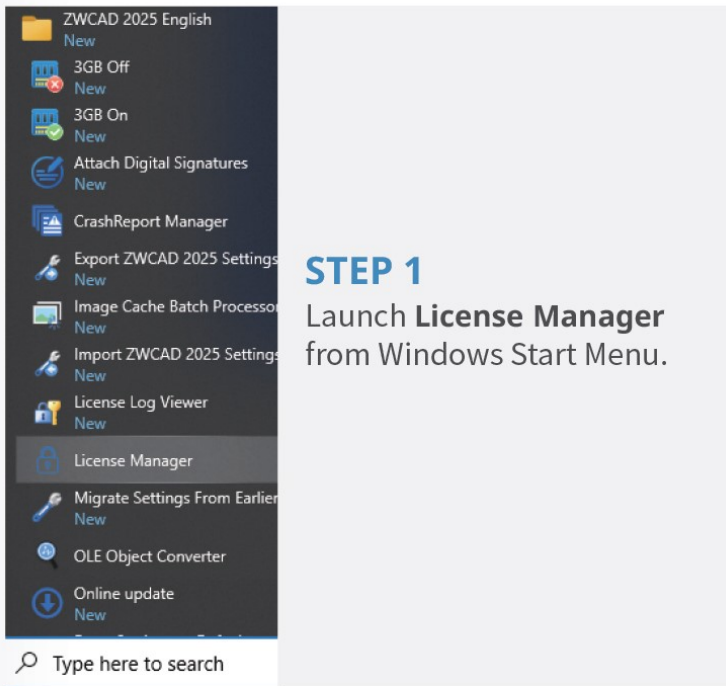 ZWCAD 2025 English
New
3GB Off
New
3GB On
New
Attach Digital Signatures
New
CrashReport Manager
Export ZWCAD 2025 Settings
New
Image Cache Batch Processor
New
Import ZWCAD 2025 Settings
New
License Log Viewer
New
License Manager
Migrate Settings From Earlier
New
OLE Object Converter
Online update
New
Type here to search
STEP 1
Launch License Manager
from Windows Start Menu.